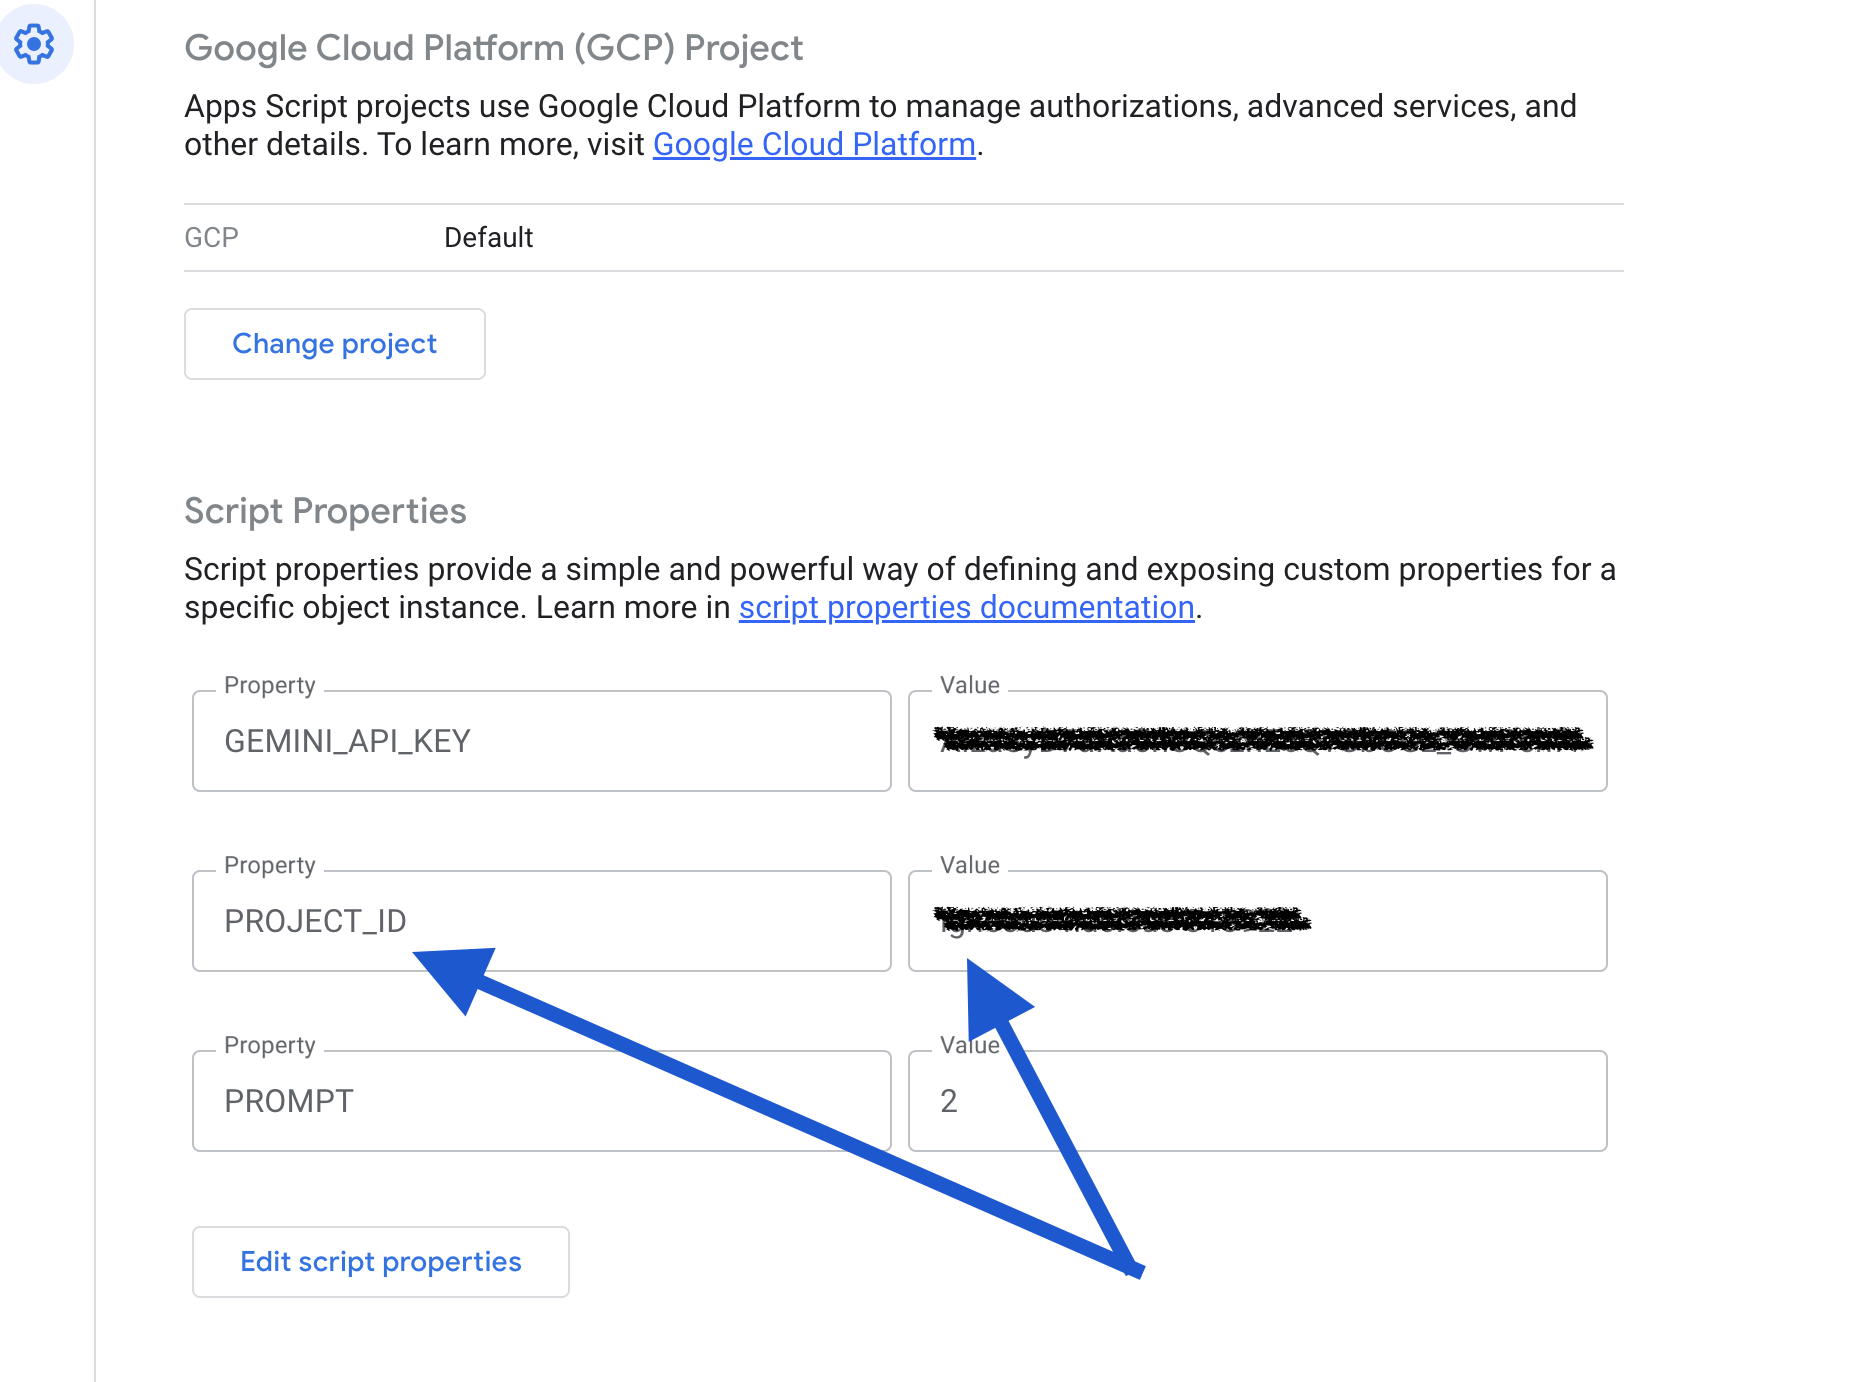 Google Cloud Platform (GCP) Project
Apps Script projects use Google Cloud Platform to manage authorizations, advanced services, and
other details. To learn more, visit Google Cloud Platform.
GCP Default
Change project
Script Properties
Script properties provide a simple and powerful way of defining and exposing custom properties for a
specific object instance. Learn more in script properties documentation.
Property Value
GEMINI_API_KEY
Property Value
PROJECT_ID
Property Value
PROMPT 2
Edit script properties